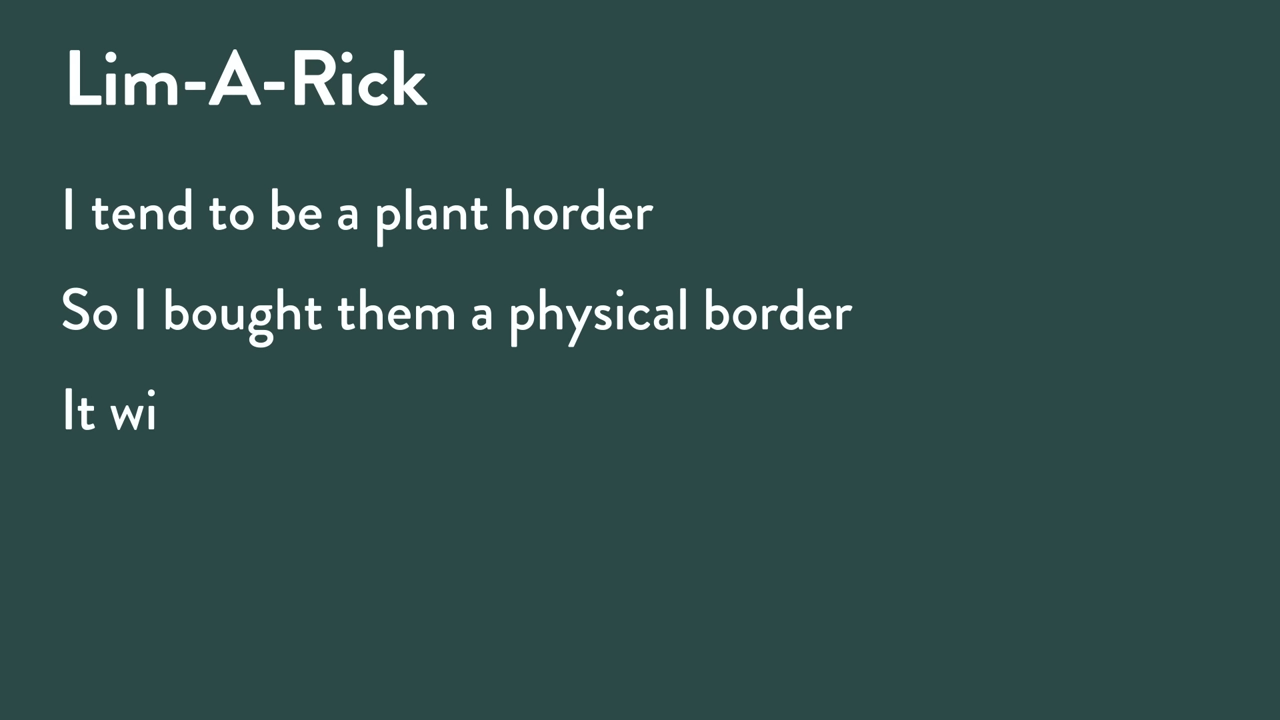 Lim-A-Rick
I tend to be a plant horder
So I bought them a physical border
It wi